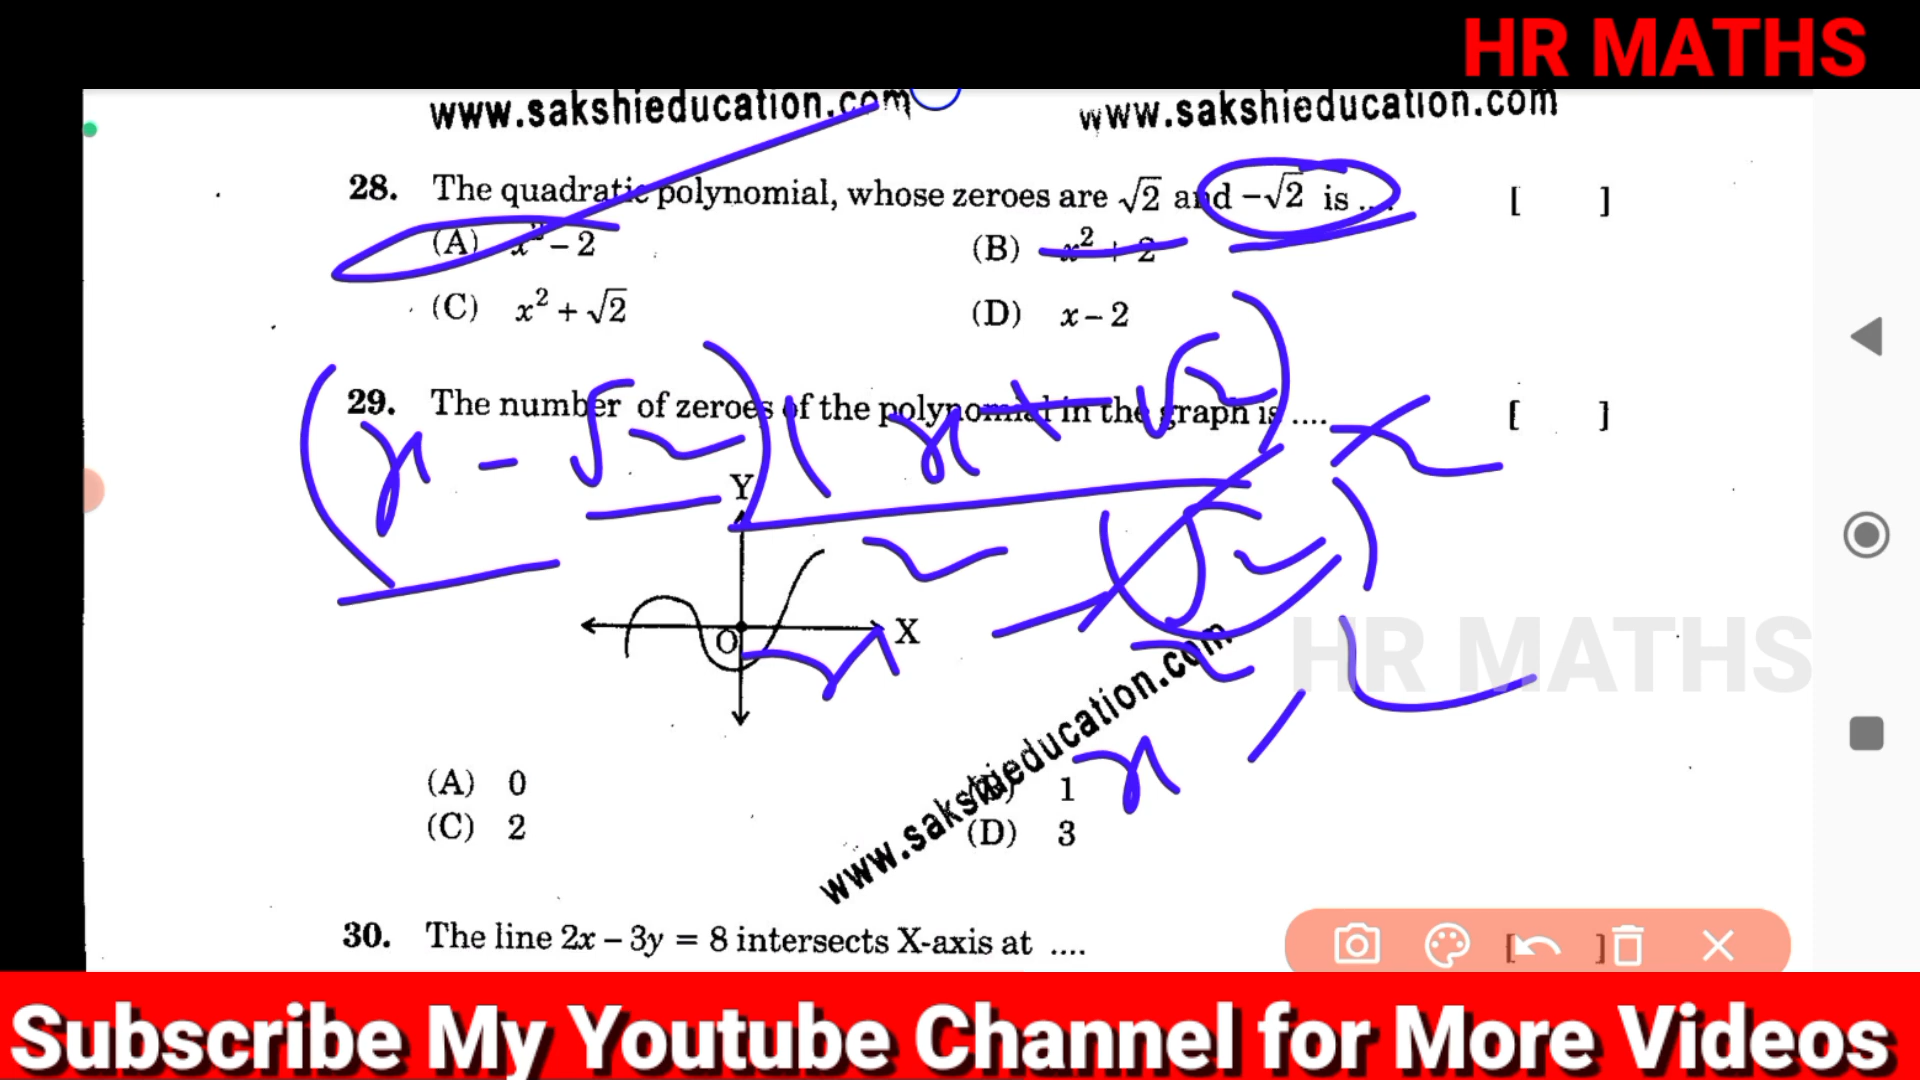 HR MATHS
www.sakshieducation.com www.sakshieducation.com
28. The quadratic polynomial, whose zeroes are √2 and −√2 is .... [ ]
(A) x² − 2 (B) x² + 2
(C) x² + √2 (D) x − 2
(x − √2) (x + √2)
29. The number of zeroes of the polynomial in the graph is .... [ ]
Y
X
O
HR MATHS
www.sakshieducation.com
(A) 0 (B) 1
(C) 2 (D) 3
30. The line 2x − 3y = 8 intersects X-axis at .... [ ]
Subscribe My Youtube Channel for More Videos